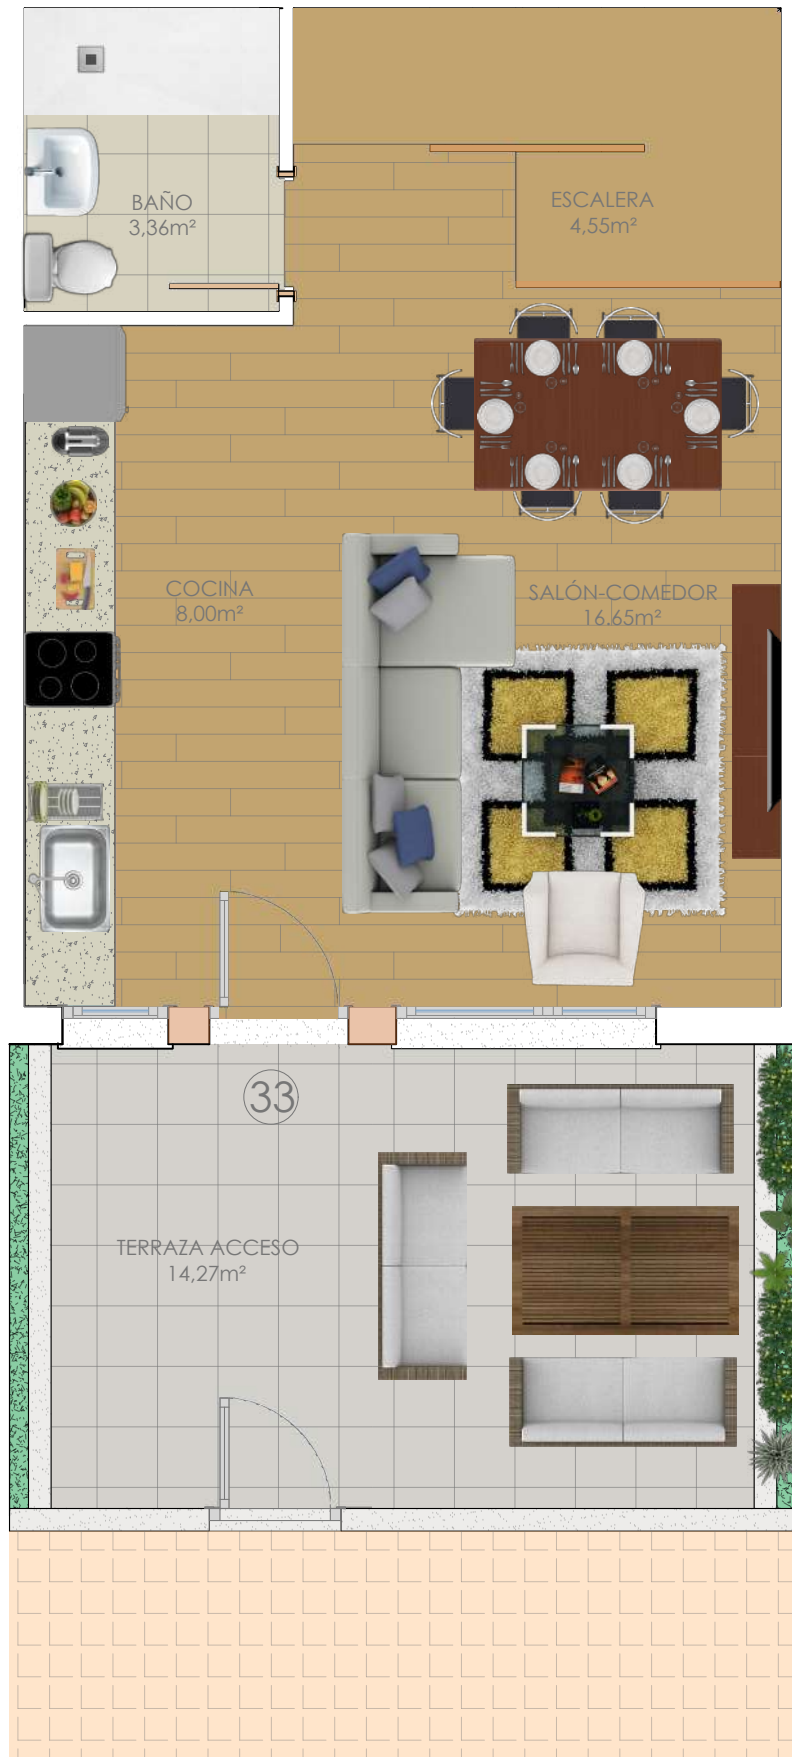 BAÑO
3,36m²
ESCALERA
4,55m²
COCINA
8,00m²
SALÓN-COMEDOR
16.65m²
33
TERRAZA ACCESO
14,27m²